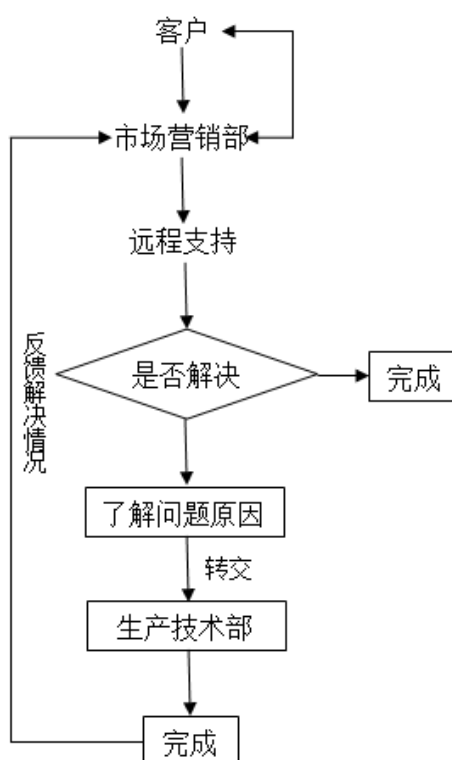 客户
市场营销部
远程支持
是否解决
完成
反馈解决情况
了解问题原因
转交
生产技术部
完成